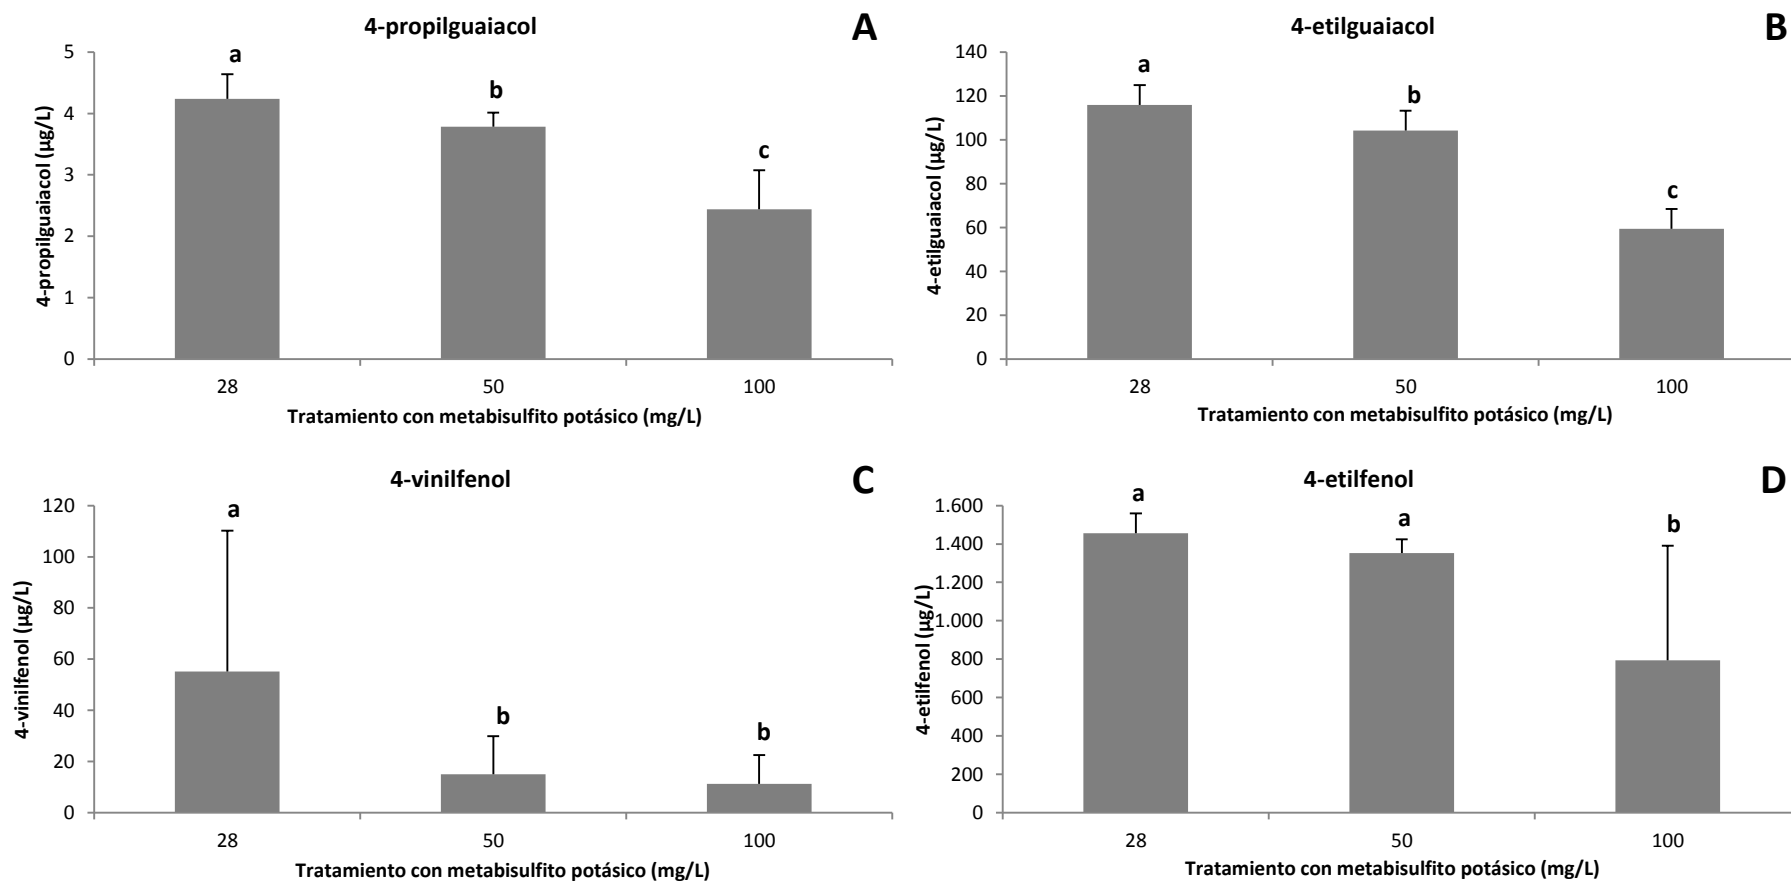 4-propilguaiacol
A
a
b
c
5
4
3
2
1
0
4-propilguaiacol (µg/L)
28 50 100
Tratamiento con metabisulfito potásico (mg/L)
4-etilguaiacol
B
a
b
c
140
120
100
80
60
40
20
0
4-etilguaiacol (µg/L)
28 50 100
Tratamiento con metabisulfito potásico (mg/L)
4-vinilfenol
C
a
b
b
120
100
80
60
40
20
0
4-vinilfenol (µg/L)
28 50 100
Tratamiento con metabisulfito potásico (mg/L)
4-etilfenol
D
a
a
b
1.600
1.400
1.200
1.000
800
600
400
200
0
4-etilfenol (µg/L)
28 50 100
Tratamiento con metabisulfito potásico (mg/L)